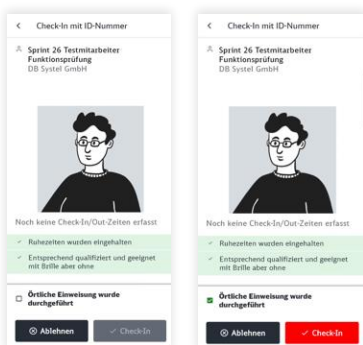 Check-In mit ID-Nummer
Sprint 26 Testmitarbeiter
Funktionsprüfung
DB Systel GmbH
Noch keine Check-In/Out-Zeiten erfasst
Ruhezeiten wurden eingehalten
Entsprechend qualifiziert und geeignet
mit Brille aber ohne
Örtliche Einweisung wurde
durchgeführt
Ablehnen
Check-In
Check-In mit ID-Nummer
Sprint 26 Testmitarbeiter
Funktionsprüfung
DB Systel GmbH
Noch keine Check-In/Out-Zeiten erfasst
Ruhezeiten wurden eingehalten
Entsprechend qualifiziert und geeignet
mit Brille aber ohne
Örtliche Einweisung wurde
durchgeführt
Ablehnen
Check-In